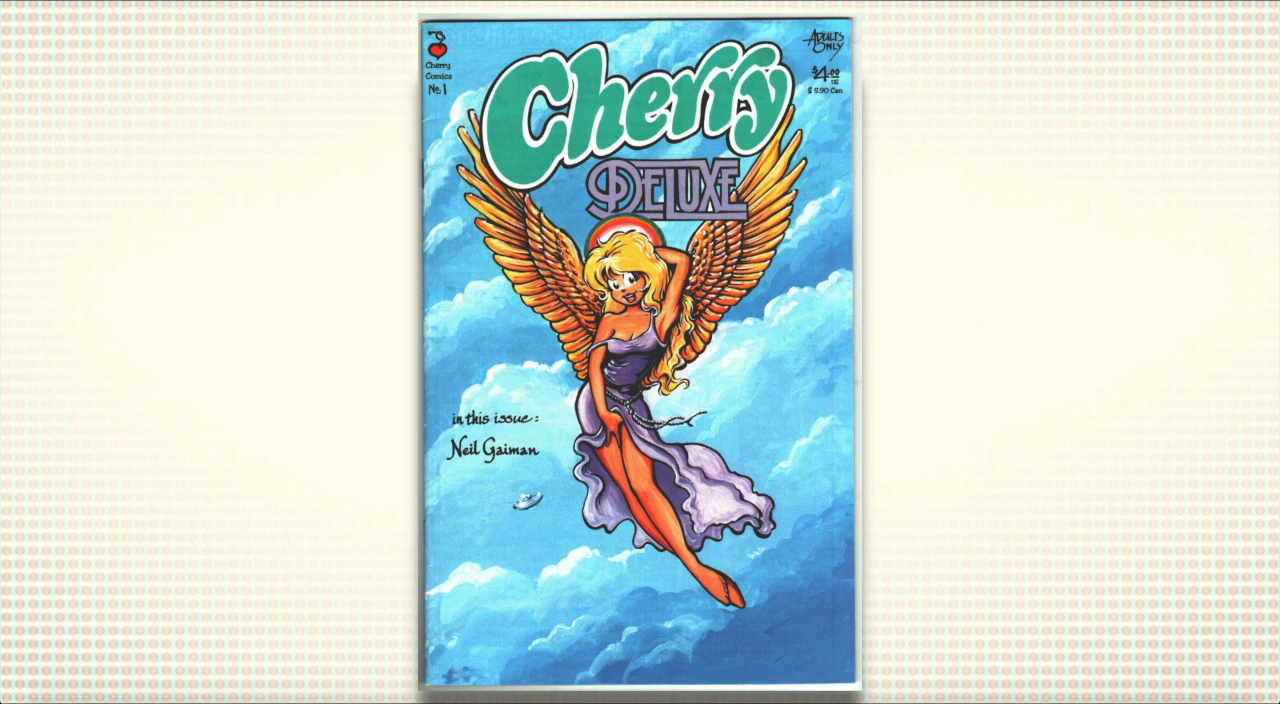 Cherry
Comics
No. 1
Cherry
DELUXE
ADULTS
ONLY
$4.00
US
$ 5.90 Can
in this issue:
Neil Gaiman